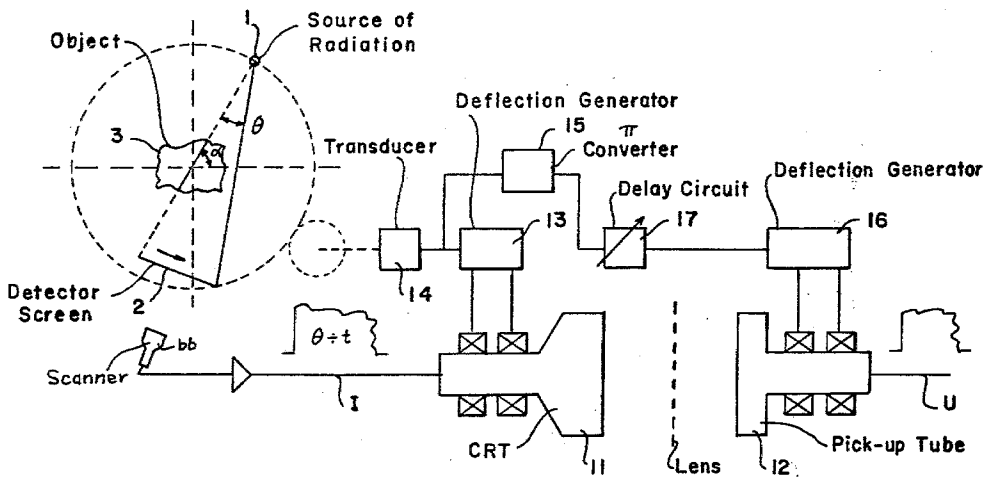 1
Source of
Radiation
Object
3
θ
α
Detector
Screen
2
Deflection Generator
Transducer
15
π
Converter
Delay Circuit
Deflection Generator
13
17
16
14
θ÷t
Scanner
bb
I
CRT
11
Lens
12
Pick-up Tube
U